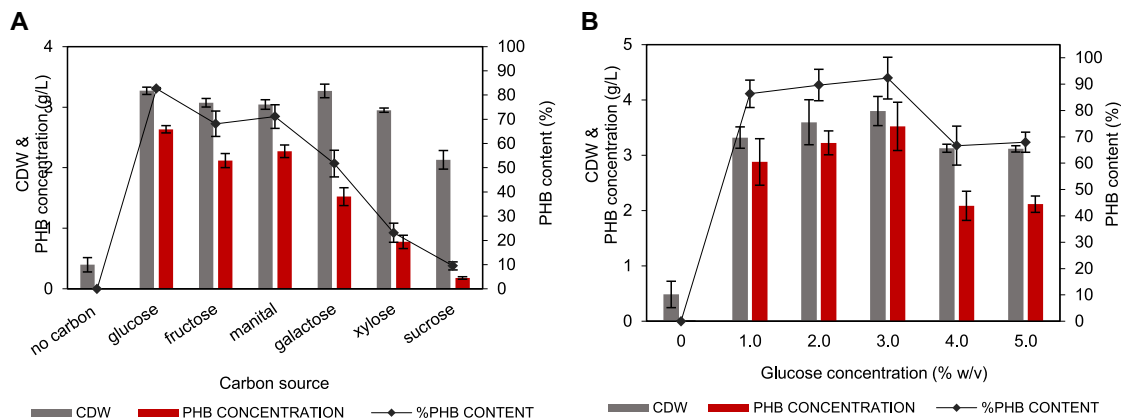 A
CDW &
PHB concentration (g/L)
4
3
2
1
0
100
90
80
70
60
50
40
30
20
10
0
PHB content (%)
no carbon
glucose
fructose
manital
galactose
xylose
sucrose
Carbon source
CDW
PHB CONCENTRATION
%PHB CONTENT
B
CDW &
PHB concentration (g/L)
5
4
3
2
1
0
100
90
80
70
60
50
40
30
20
10
0
PHB content (%)
0 1.0 2.0 3.0 4.0 5.0
Glucose concentration (% w/v)
CDW
PHB CONCENTRATION
%PHB CONTENT